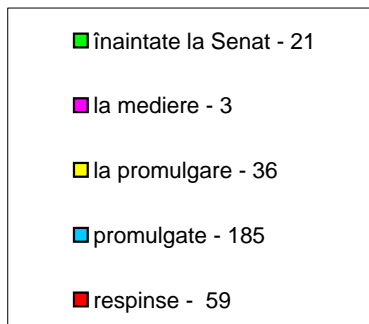 înaintate la Senat - 21
la mediere - 3
la promulgare - 36
promulgate - 185
respinse - 59